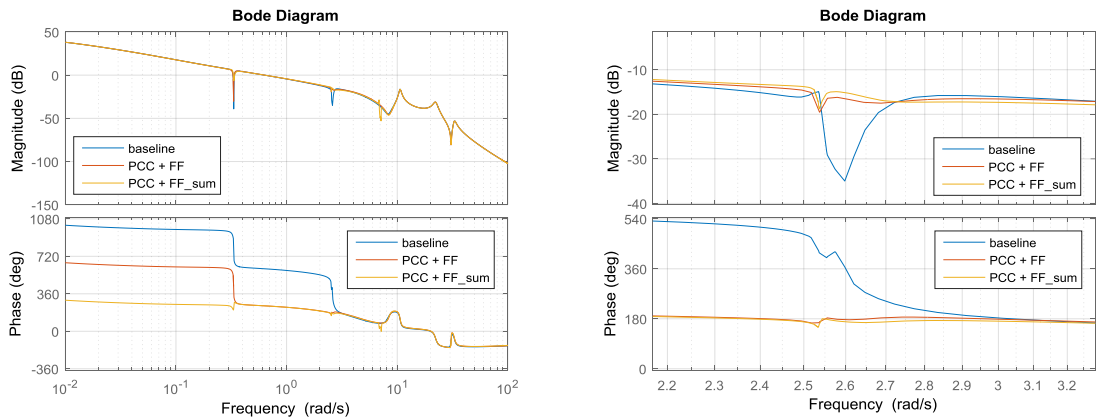 Bode Diagram
50
0
-50
-100
-150
Magnitude (dB)
baseline
PCC + FF
PCC + FF_sum
1080
720
360
0
-360
Phase (deg)
baseline
PCC + FF
PCC + FF_sum
10^-2
10^-1
10^0
10^1
10^2
Frequency (rad/s)
Bode Diagram
-10
-20
-30
-40
Magnitude (dB)
baseline
PCC + FF
PCC + FF_sum
540
360
180
0
Phase (deg)
baseline
PCC + FF
PCC + FF_sum
2.2
2.3
2.4
2.5
2.6
2.7
2.8
2.9
3
3.1
3.2
Frequency (rad/s)